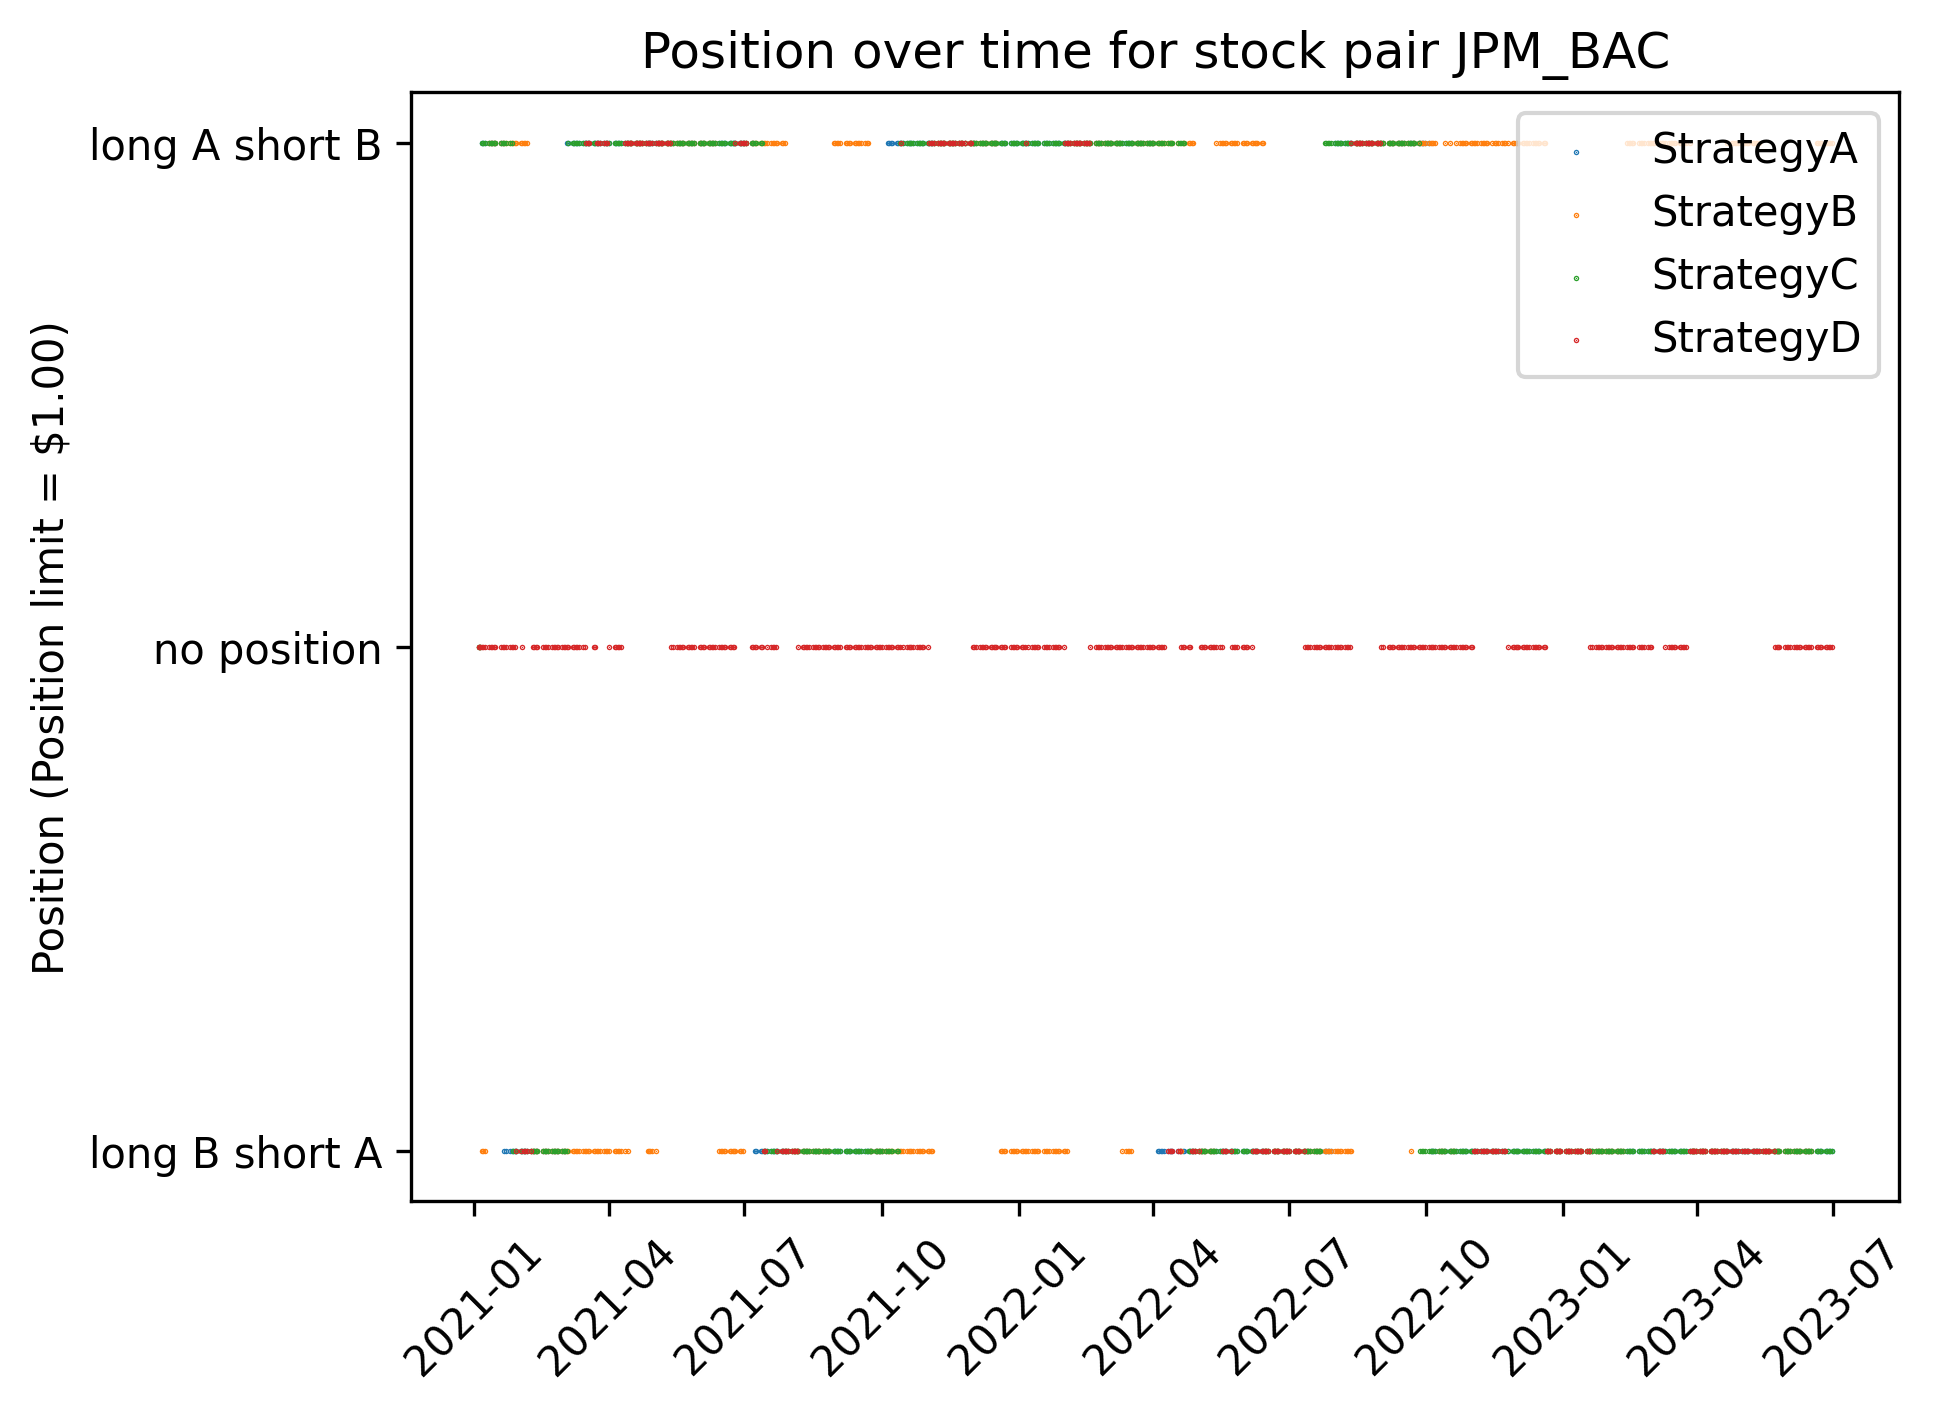 Position over time for stock pair JPM_BAC
Position (Position limit = $1.00)
long A short B
no position
long B short A
StrategyA
StrategyB
StrategyC
StrategyD
2021-01
2021-04
2021-07
2021-10
2022-01
2022-04
2022-07
2022-10
2023-01
2023-04
2023-07